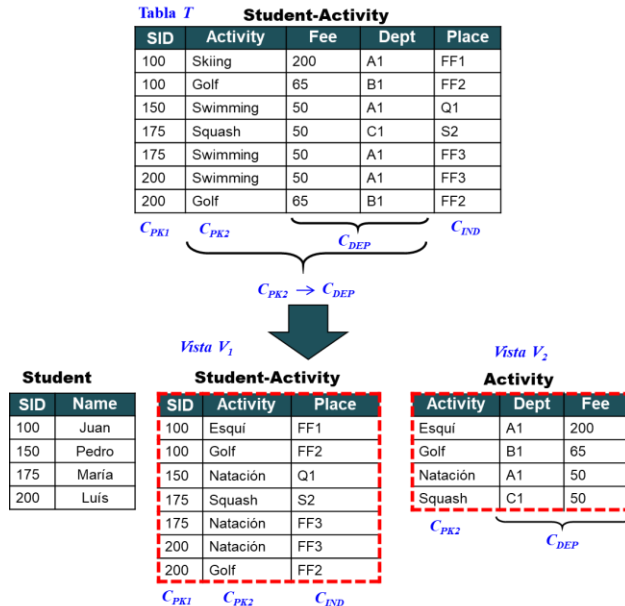 Tabla T
Student-Activity
SID Activity Fee Dept Place
100 Skiing 200 A1 FF1
100 Golf 65 B1 FF2
150 Swimming 50 A1 Q1
175 Squash 50 C1 S2
175 Swimming 50 A1 FF3
200 Swimming 50 A1 FF3
200 Golf 65 B1 FF2
CPK1 CPK2 CDEP CIND
CPK2 → CDEP
Vista V1
Vista V2
Student
SID Name
100 Juan
150 Pedro
175 María
200 Luís
Student-Activity
SID Activity Place
100 Esquí FF1
100 Golf FF2
150 Natación Q1
175 Squash S2
175 Natación FF3
200 Natación FF3
200 Golf FF2
CPK1 CPK2 CIND
Activity
Activity Dept Fee
Esquí A1 200
Golf B1 65
Natación A1 50
Squash C1 50
CPK2 CDEP